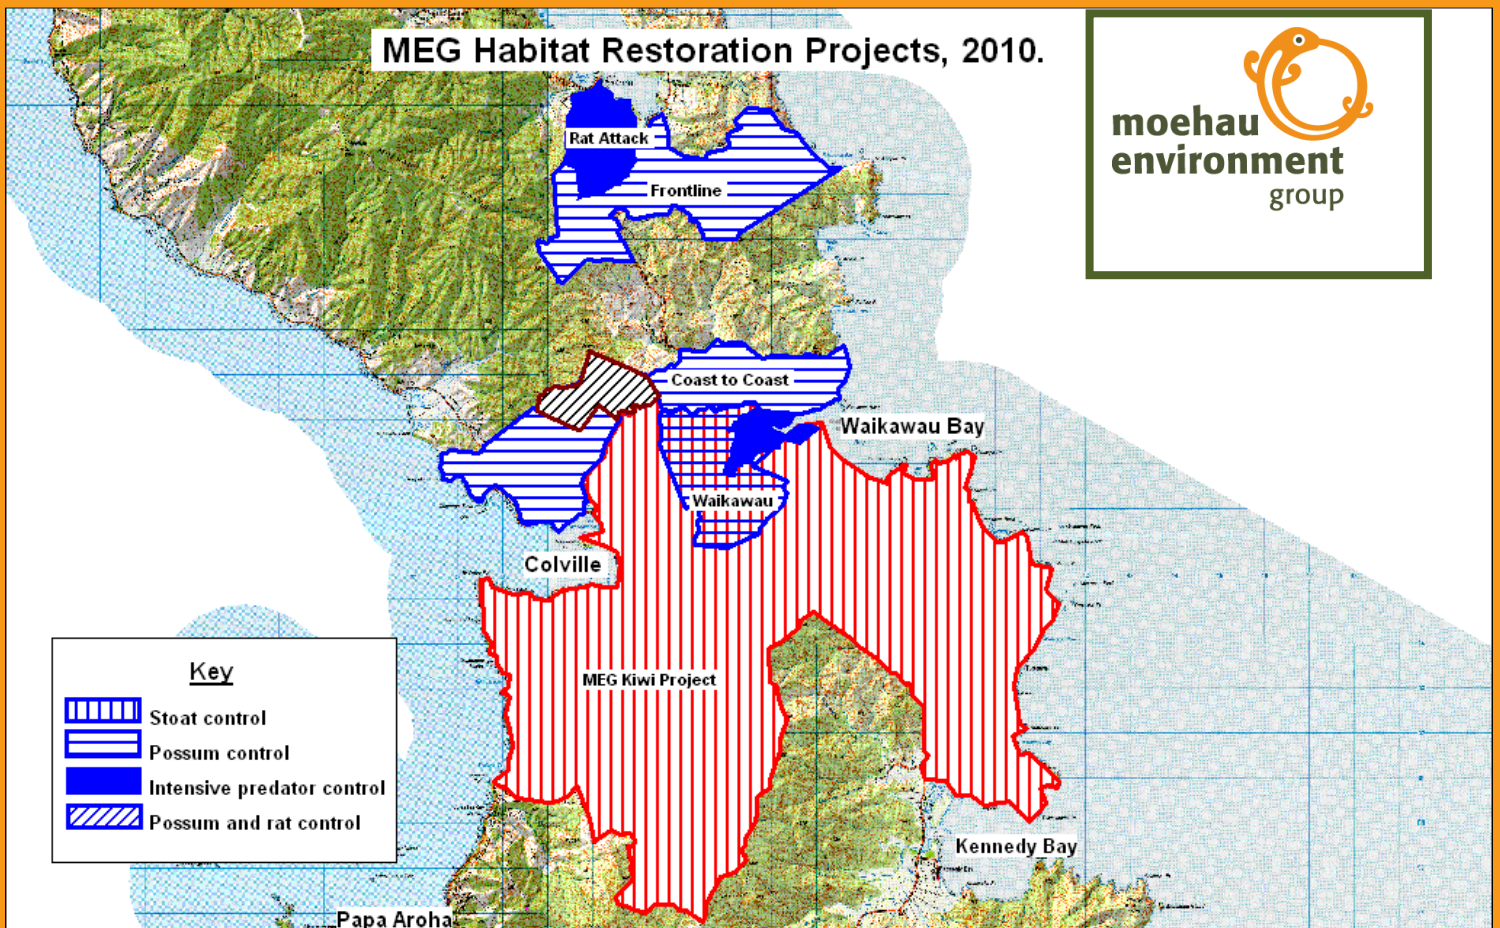 MEG Habitat Restoration Projects, 2010.
moehau
environment
group
Rat Attack
Frontline
Coast to Coast
Waikawau Bay
Waikawau
Colville
MEG Kiwi Project
Key
Stoat control
Possum control
Intensive predator control
Possum and rat control
Kennedy Bay
Papa Aroha